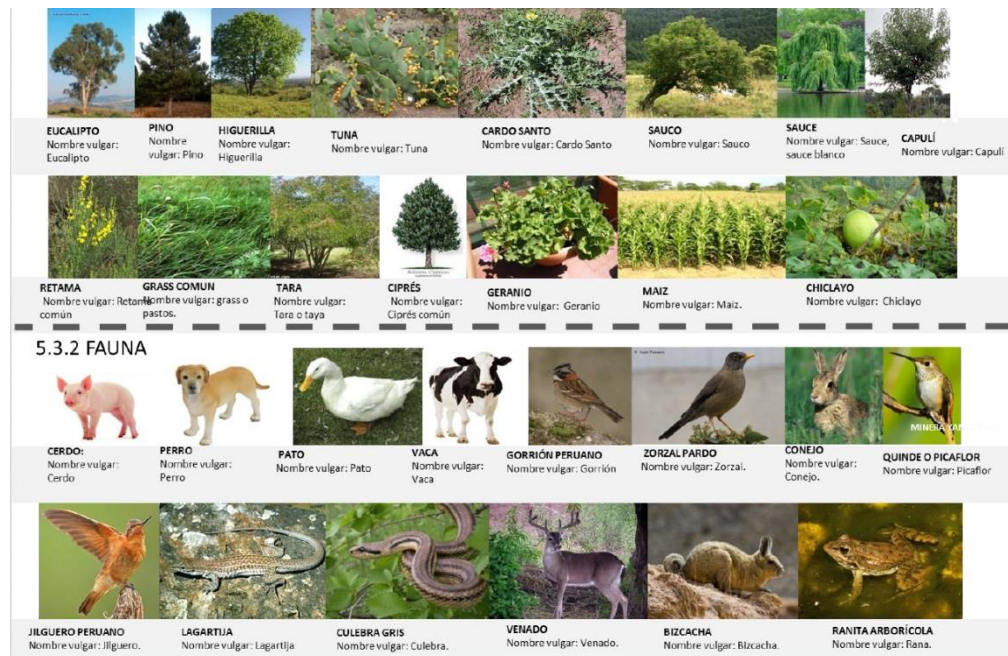 EUCALIPTO
Nombre vulgar:
Eucalipto
PINO
Nombre
vulgar: Pino
HIGUERILLA
Nombre vulgar:
Higuerilla
TUNA
Nombre vulgar: Tuna
CARDO SANTO
Nombre vulgar: Cardo Santo
SAUCO
Nombre vulgar: Sauco
SAUCE
Nombre vulgar: Sauce,
sauce blanco
CAPULÍ
Nombre vulgar: Capulí
RETAMA
Nombre vulgar: Retama
común
GRASS COMUN
Nombre vulgar: grass o
pastos.
TARA
Nombre vulgar:
Tara o taya
CIPRÉS
Nombre vulgar:
Ciprés común
GERANIO
Nombre vulgar: Geranio
MAIZ
Nombre vulgar: Maiz.
CHICLAYO
Nombre vulgar: Chiclayo
5.3.2 FAUNA
CERDO:
Nombre vulgar:
Cerdo
PERRO
Nombre vulgar:
Perro
PATO
Nombre vulgar: Pato
VACA
Nombre vulgar:
Vaca
GORRIÓN PERUANO
Nombre vulgar: Gorrión
ZORZAL PARDO
Nombre vulgar: Zorzal.
CONEJO
Nombre vulgar:
Conejo.
MINERA
QUINDE O PICAFLOR
Nombre vulgar: Picaflor
JILGUERO PERUANO
Nombre vulgar: Jilguero.
LAGARTIJA
Nombre vulgar: Lagartija
CULEBRA GRIS
Nombre vulgar: Culebra.
VENADO
Nombre vulgar: Venado.
BIZCACHA
Nombre vulgar: Bizcacha.
RANITA ARBORÍCOLA
Nombre vulgar: Rana.